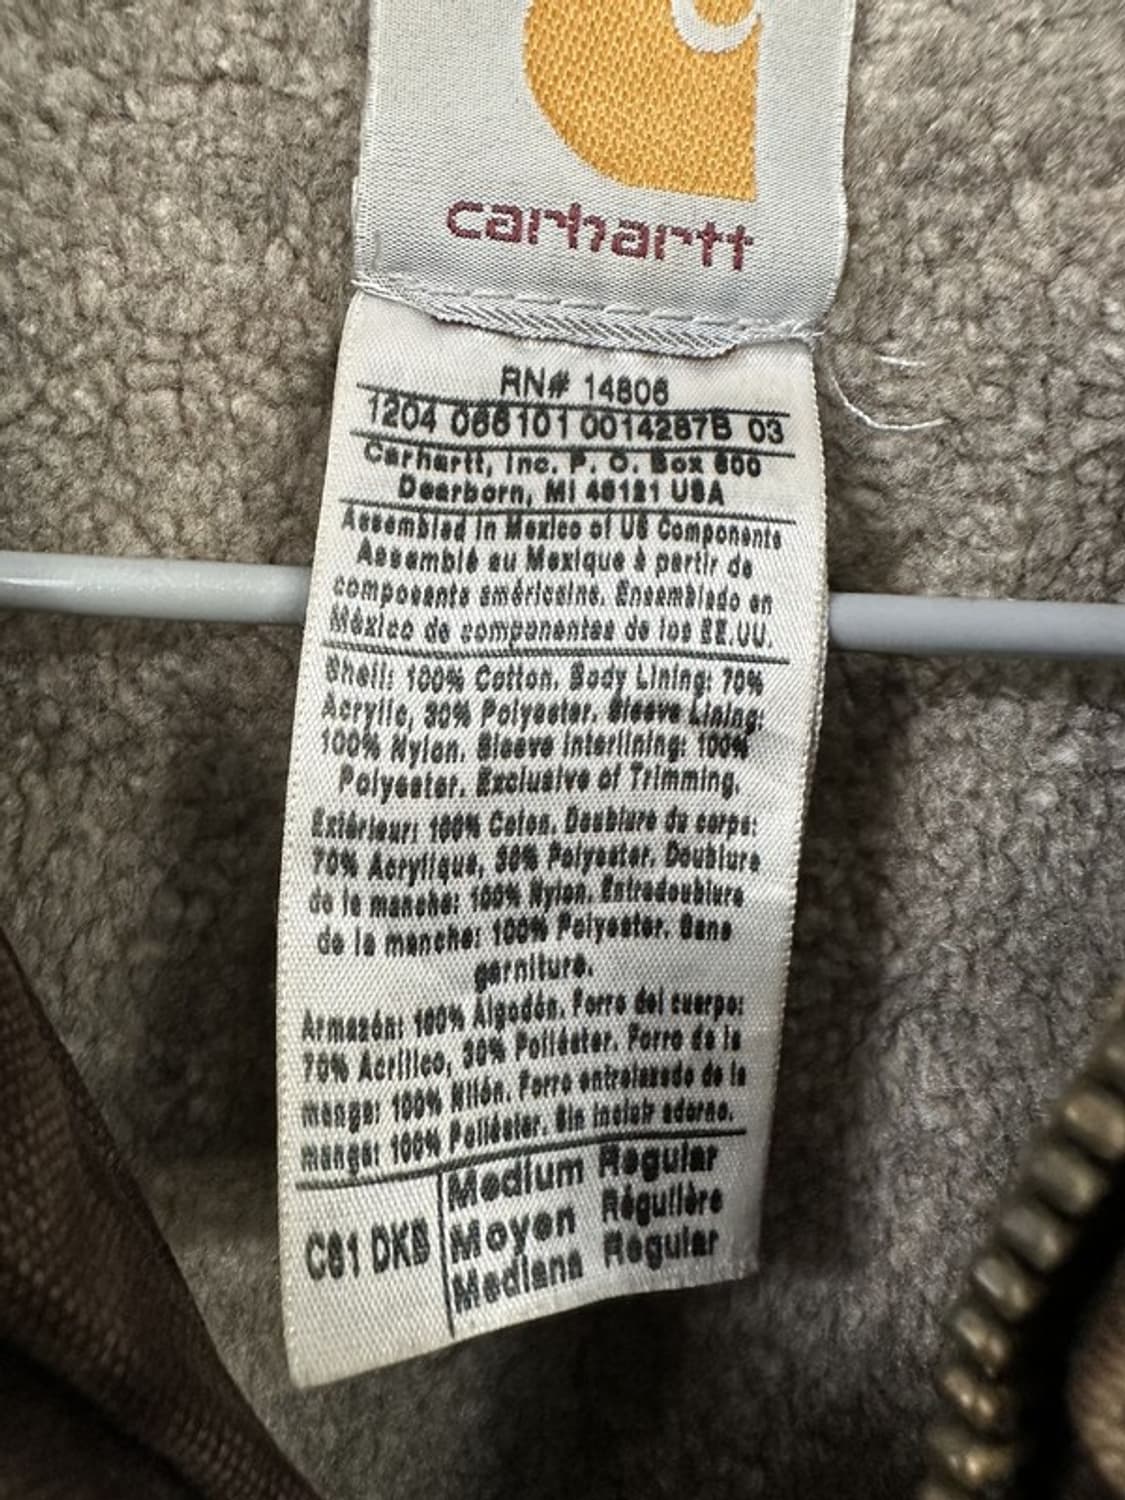 carhartt
RN# 14806
1204 066101 0014287B 03
Carhartt, Inc. P. O. Box 600
Dearborn, MI 48121 USA
Assembled in Mexico of US Components
Assemblé au Mexique à partir de
composants américains. Ensamblado en
México de componentes de los EE.UU.
Shell: 100% Cotton. Body Lining: 70%
Acrylic, 30% Polyester. Sleeve Lining:
100% Nylon. Sleeve Interlining: 100%
Polyester. Exclusive of Trimming.
Extérieur: 100% Coton. Doublure du corps:
70% Acrylique, 30% Polyester. Doublure
de la manche: 100% Nylon. Entredoublure
de la manche: 100% Polyester. Sans
garniture.
Armazón: 100% Algodón. Forro del cuerpo:
70% Acrílico, 30% Poliéster. Forro de la
manga: 100% Nilón. Forro entrelazado de la
manga: 100% Poliéster. Sin incluir adorno.
C61 DKB
Medium Regular
Moyen Régulière
Mediana Regular